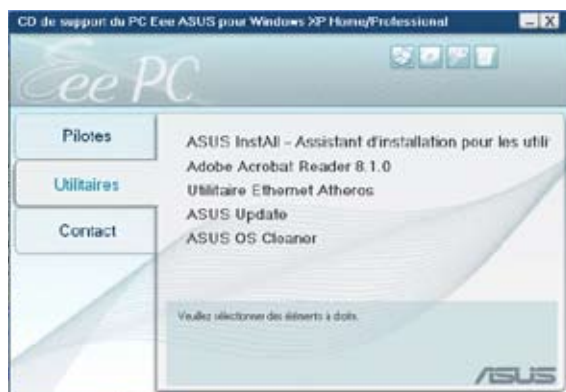 CD de support du PC Eee ASUS pour Windows XP Home/Professional
Eee PC
Pilotes
Utilitaires
Contact
ASUS InstAll - Assistant d'installation pour les utili
Adobe Acrobat Reader 8.1.0
Utilitaire Ethernet Atheros
ASUS Update
ASUS OS Cleaner
Veuillez sélectionner des éléments à droite.
ASUS